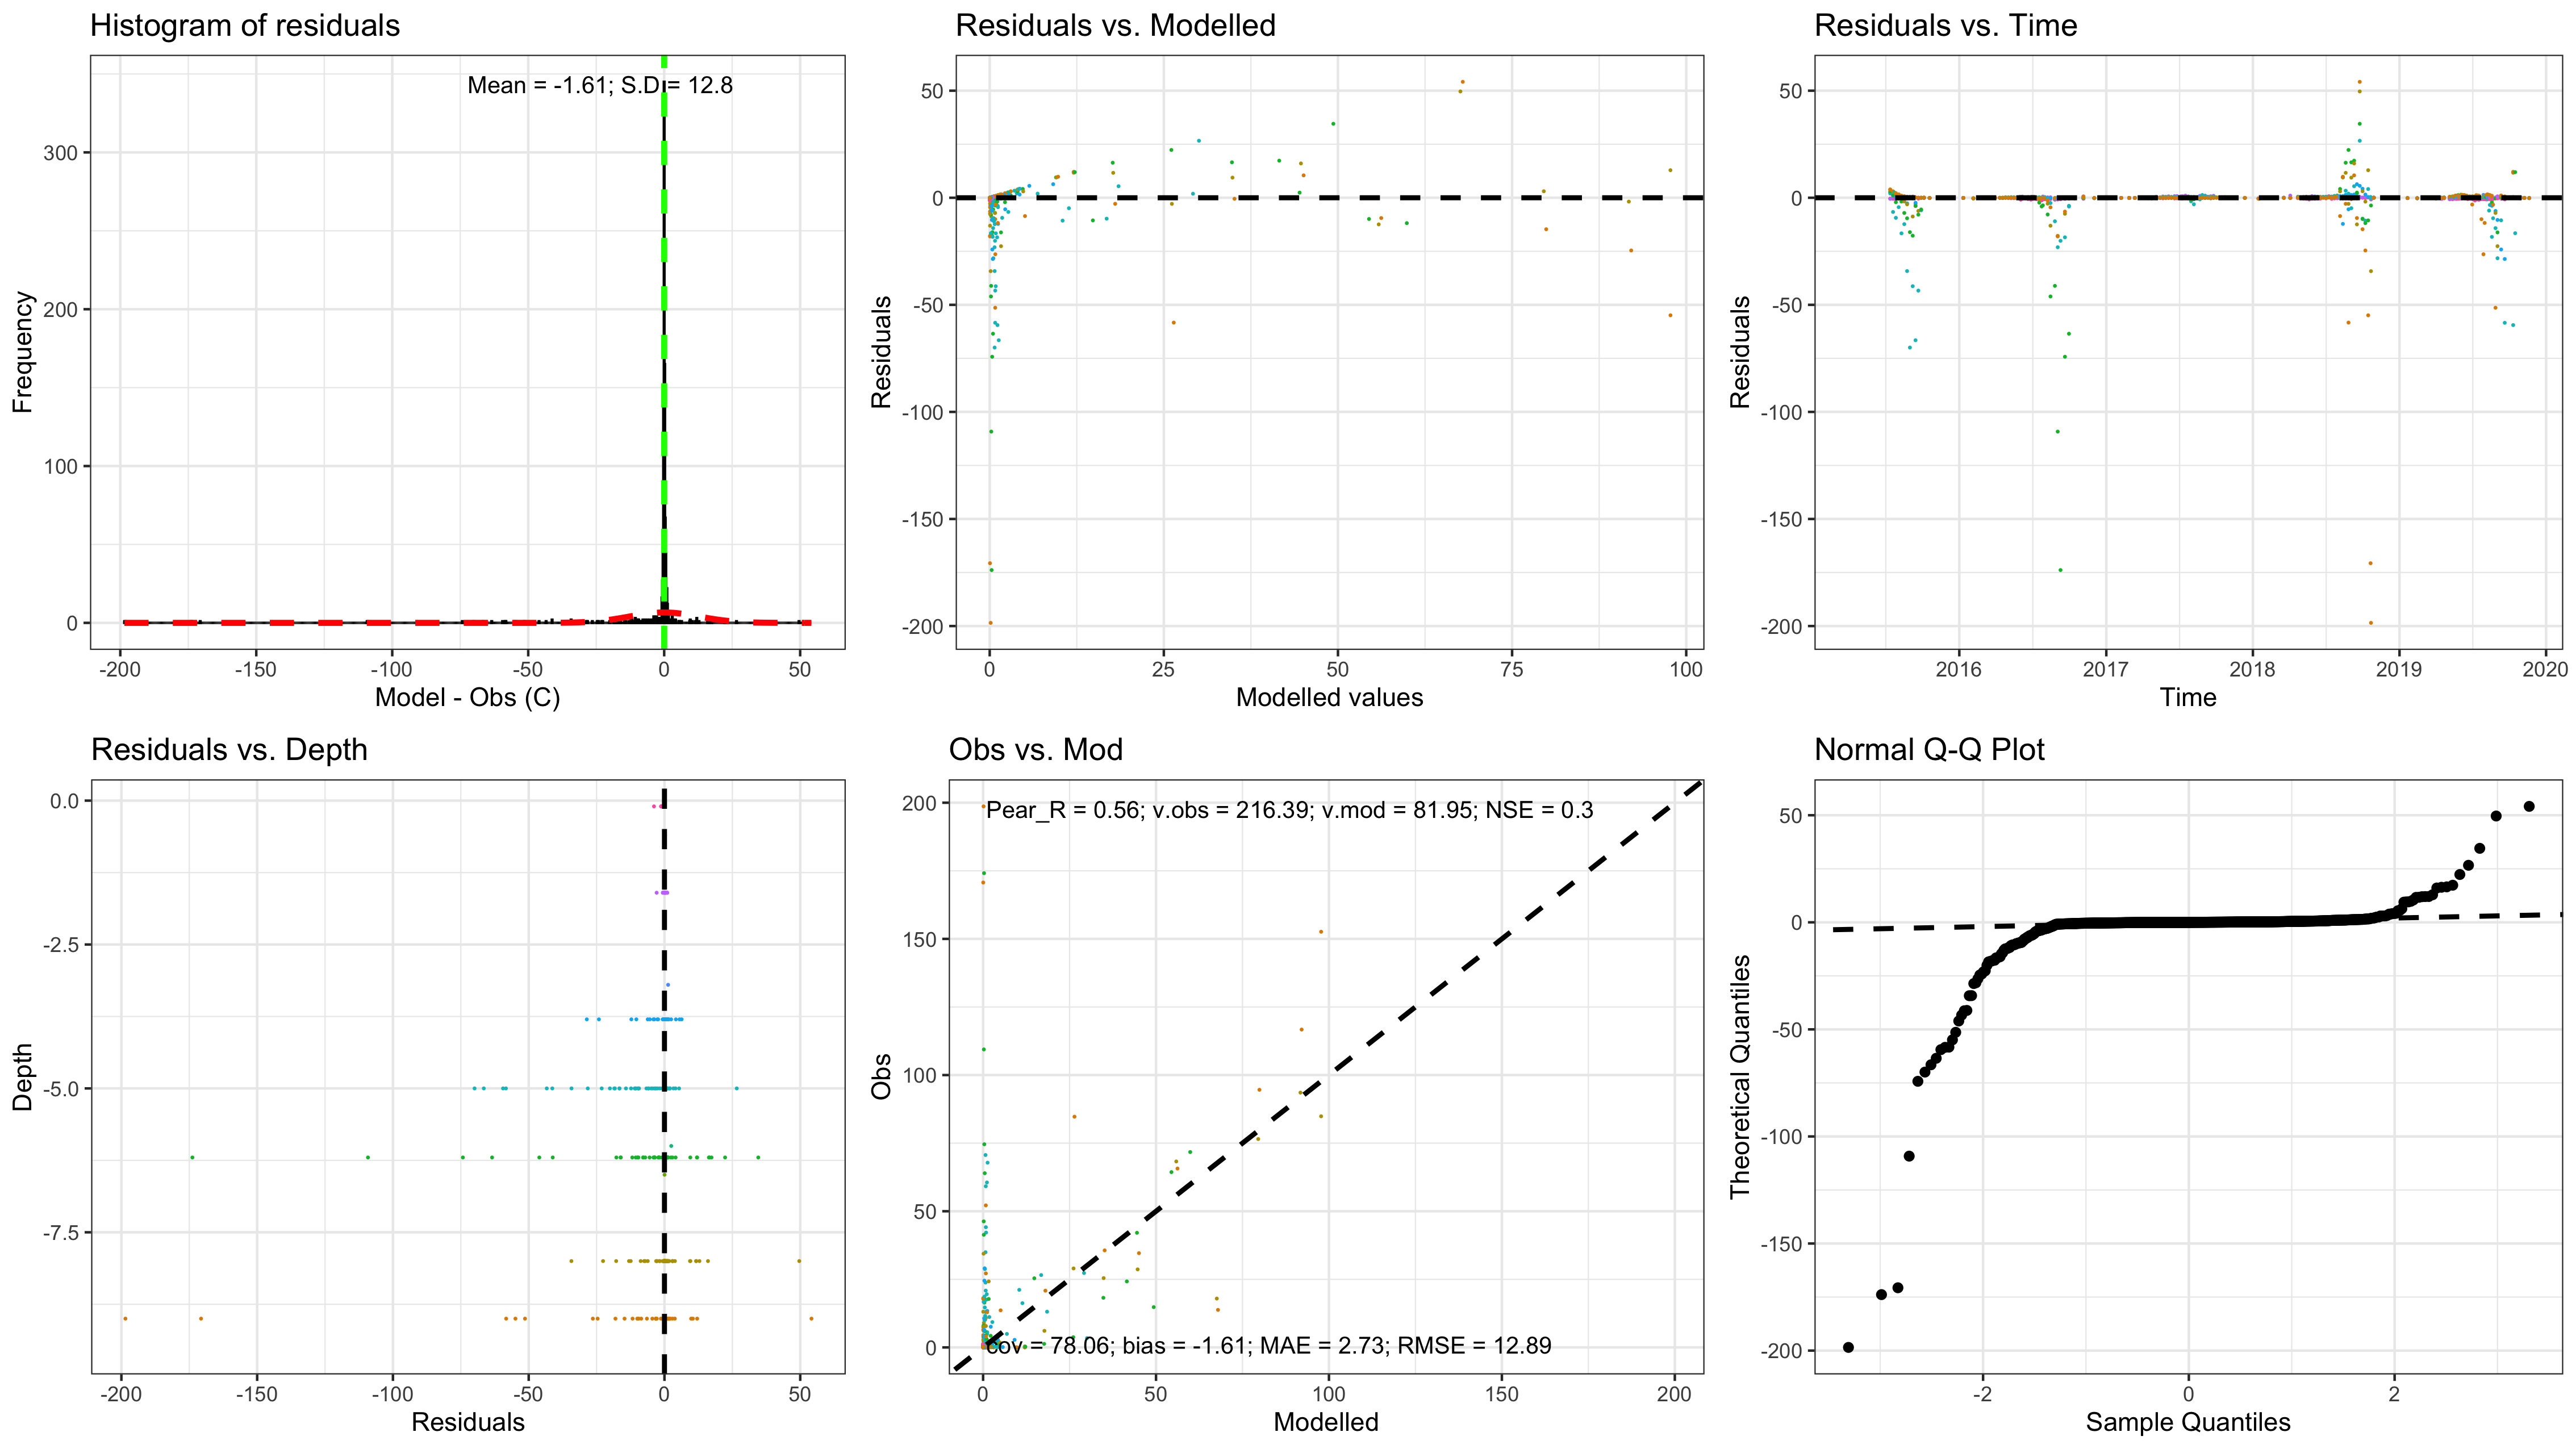 Histogram of residuals
Mean = -1.61; S.D = 12.8
Frequency
300
200
100
0
-200 -150 -100 -50 0 50
Model - Obs (C)
Residuals vs. Modelled
Residuals
50
0
-50
-100
-150
-200
0 25 50 75 100
Modelled values
Residuals vs. Time
Residuals
50
0
-50
-100
-150
-200
2016 2017 2018 2019 2020
Time
Residuals vs. Depth
Depth
0.0
-2.5
-5.0
-7.5
-200 -150 -100 -50 0 50
Residuals
Obs vs. Mod
Pear_R = 0.56; v.obs = 216.39; v.mod = 81.95; NSE = 0.3
Obs
200
150
100
50
0
cov = 78.06; bias = -1.61; MAE = 2.73; RMSE = 12.89
0 50 100 150 200
Modelled
Normal Q-Q Plot
Theoretical Quantiles
50
0
-50
-100
-150
-200
-2 0 2
Sample Quantiles